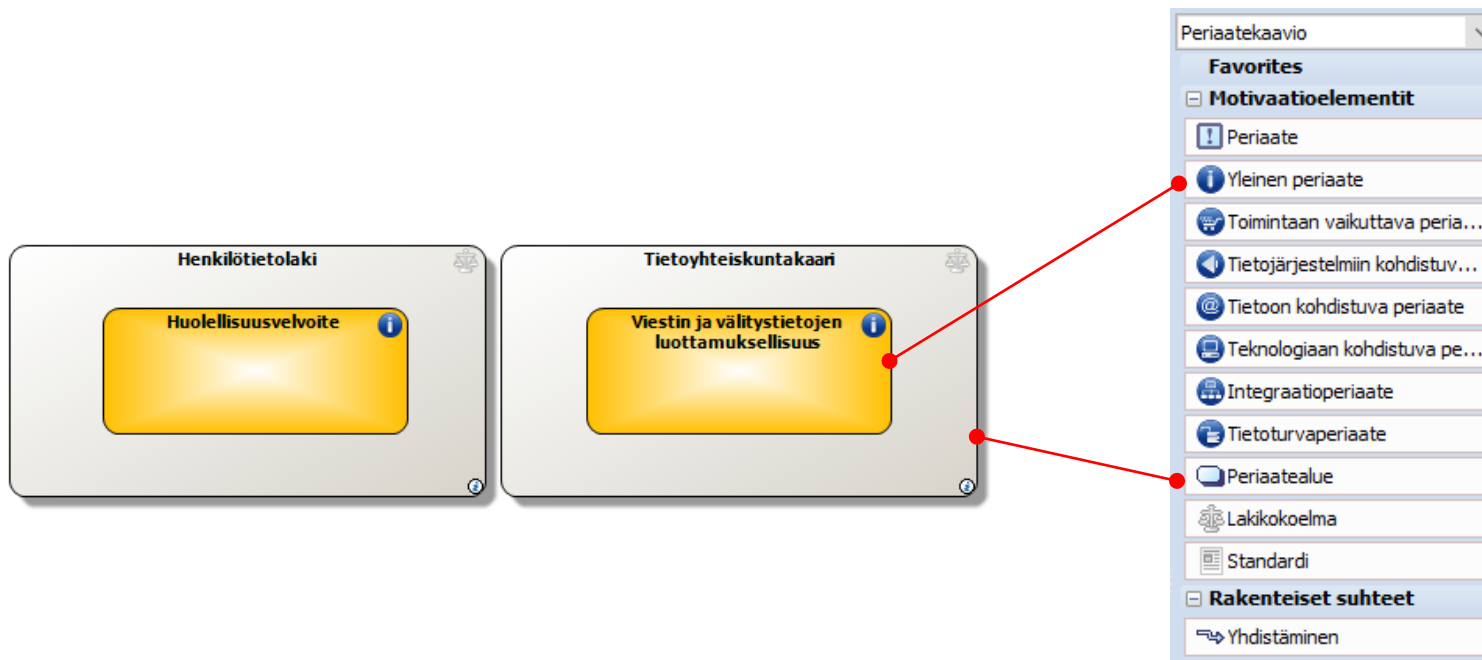 Henkilötietolaki
Huolellisuusvelvoite
Tietoyhteiskuntakaari
Viestin ja välitystietojen
luottamuksellisuus
Periaatekaavio
Favorites
Motivaatioelementit
Periaate
Yleinen periaate
Toimintaan vaikuttava peria...
Tietojärjestelmiin kohdistuv...
Tietoon kohdistuva periaate
Teknologiaan kohdistuva pe...
Integraatioperiaate
Tietoturvaperiaate
Periaatealue
Lakikokoelma
Standardi
Rakenteiset suhteet
Yhdistäminen